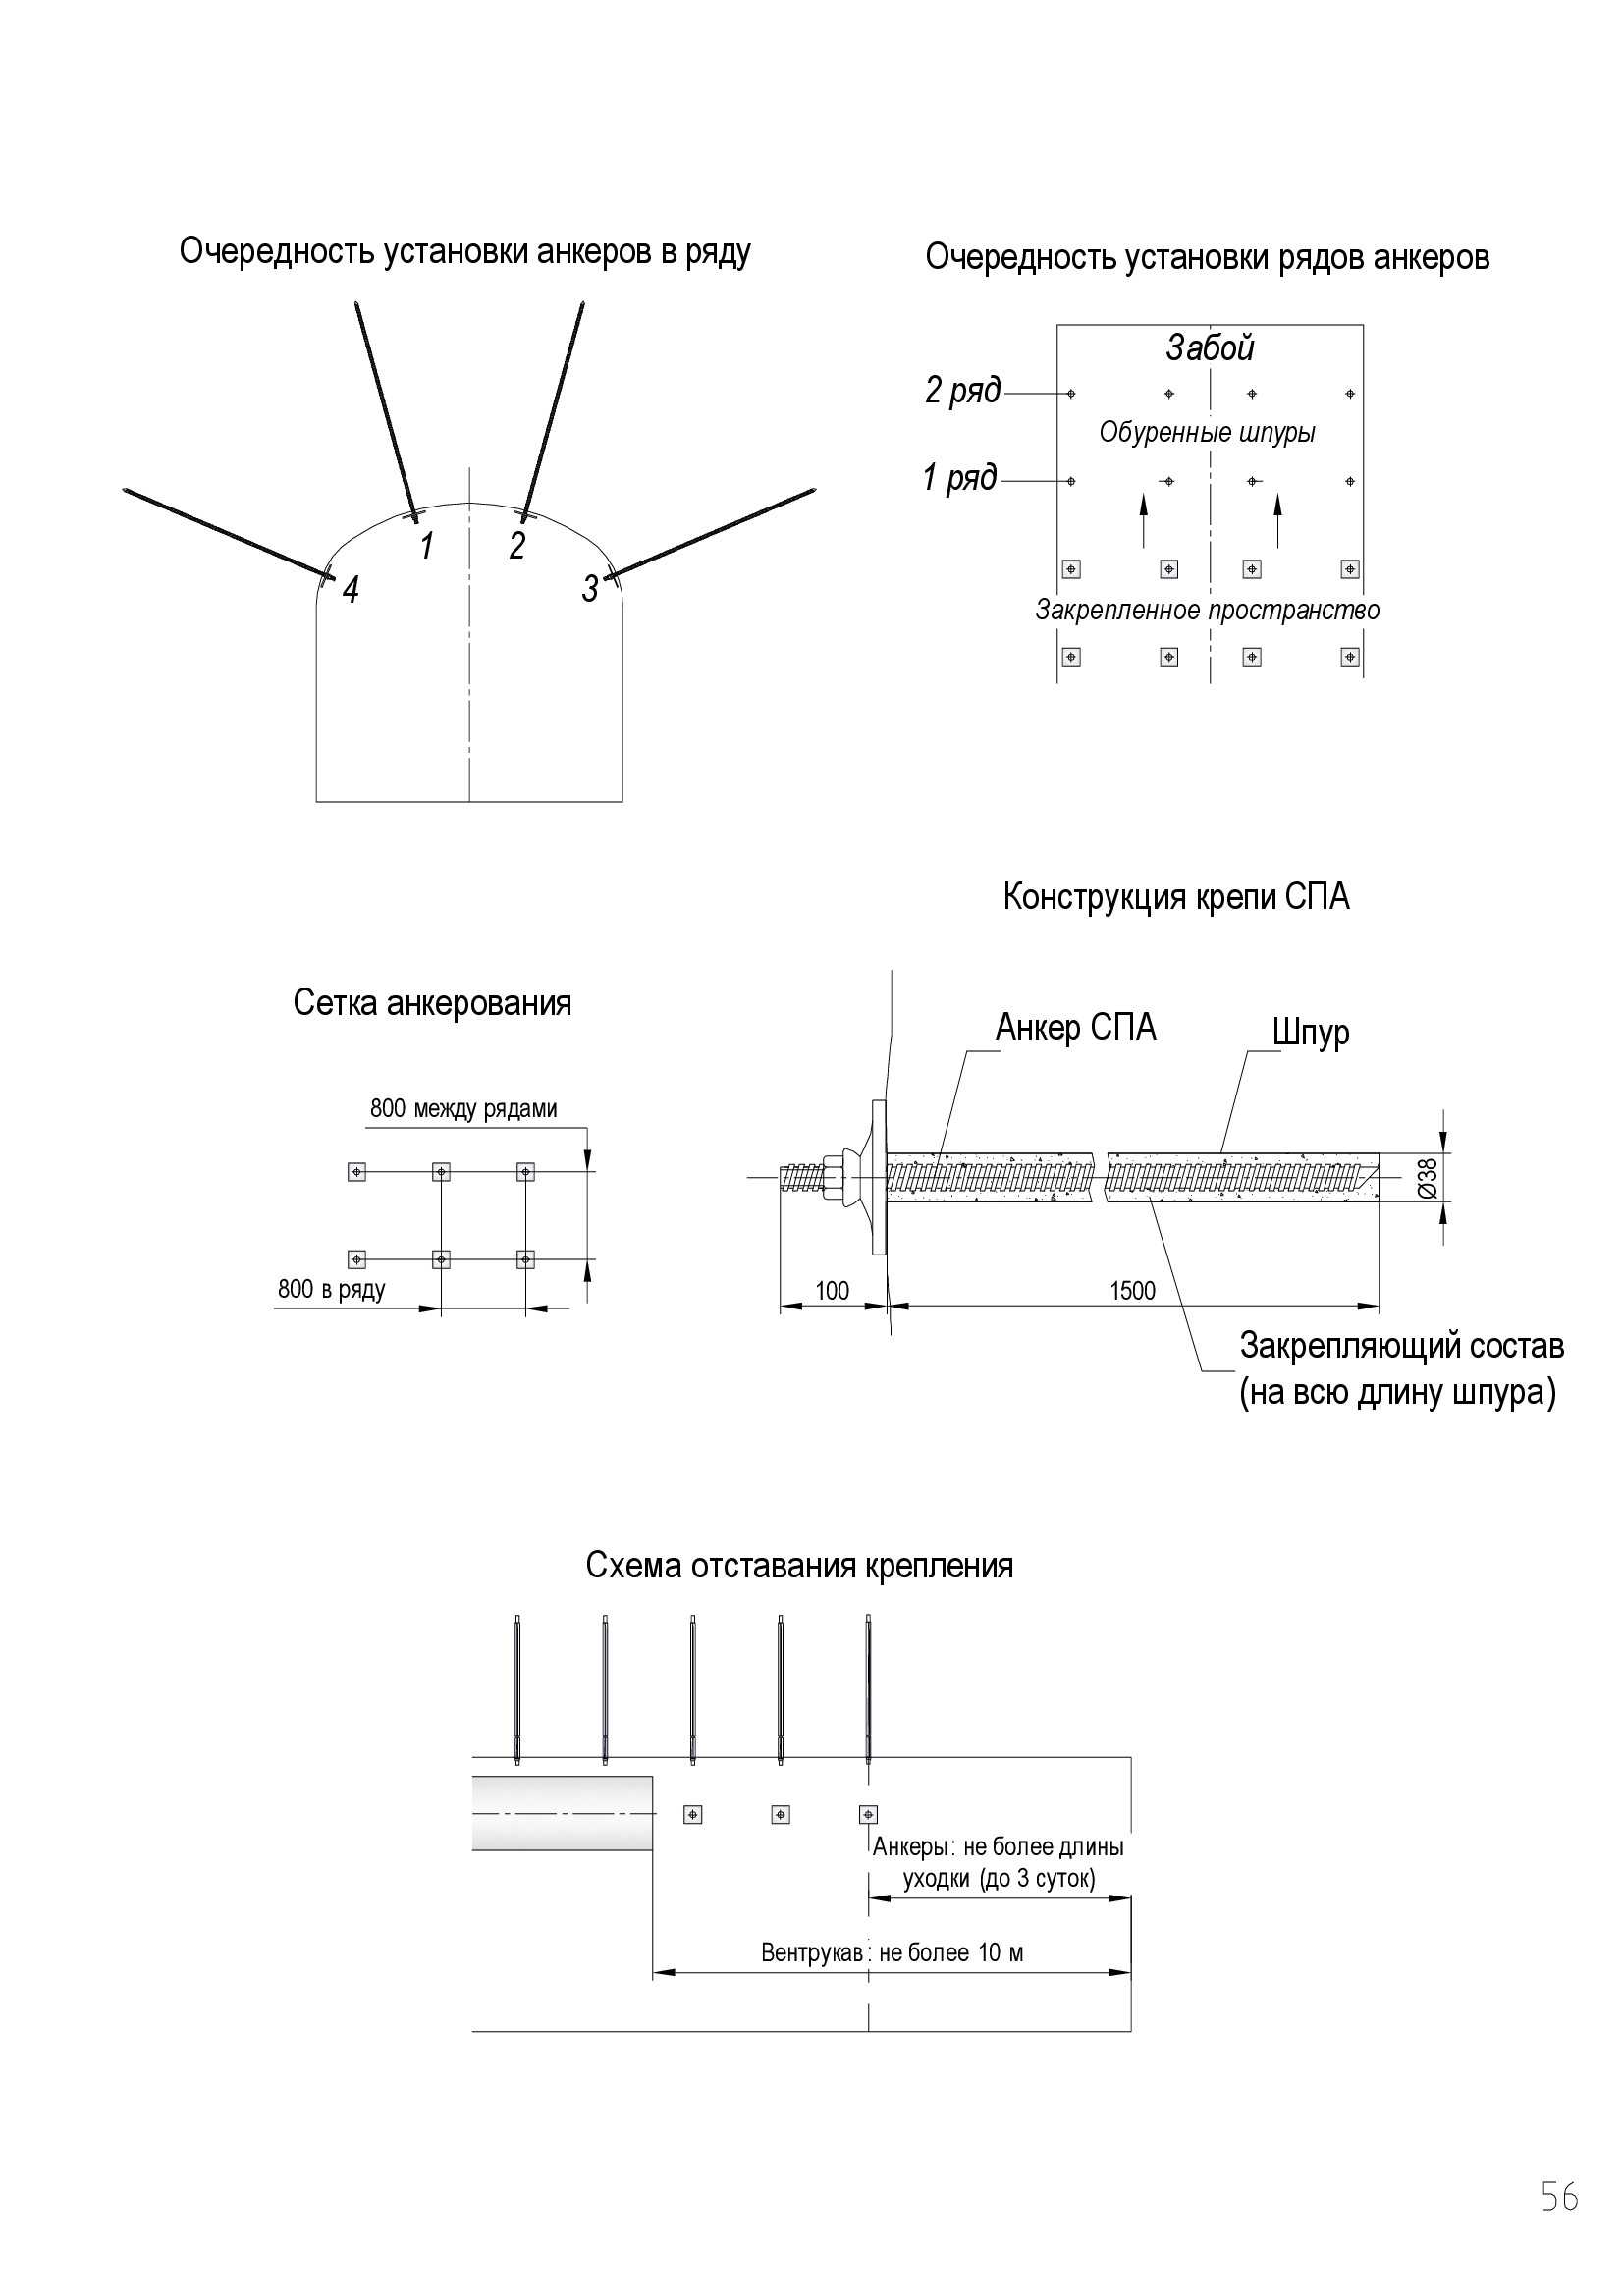 Очередность установки анкеров в ряду
1
2
3
4
Очередность установки рядов анкеров
Забой
2 ряд
Обуренные шпуры
1 ряд
Закрепленное пространство
Сетка анкерования
800 между рядами
800 в ряду
Конструкция крепи СПА
Анкер СПА
Шпур
Ø38
100
1500
Закрепляющий состав
(на всю длину шпура)
Схема отставания крепления
Анкеры: не более длины
уходки (до 3 суток)
Вентрукав: не более 10 м
56